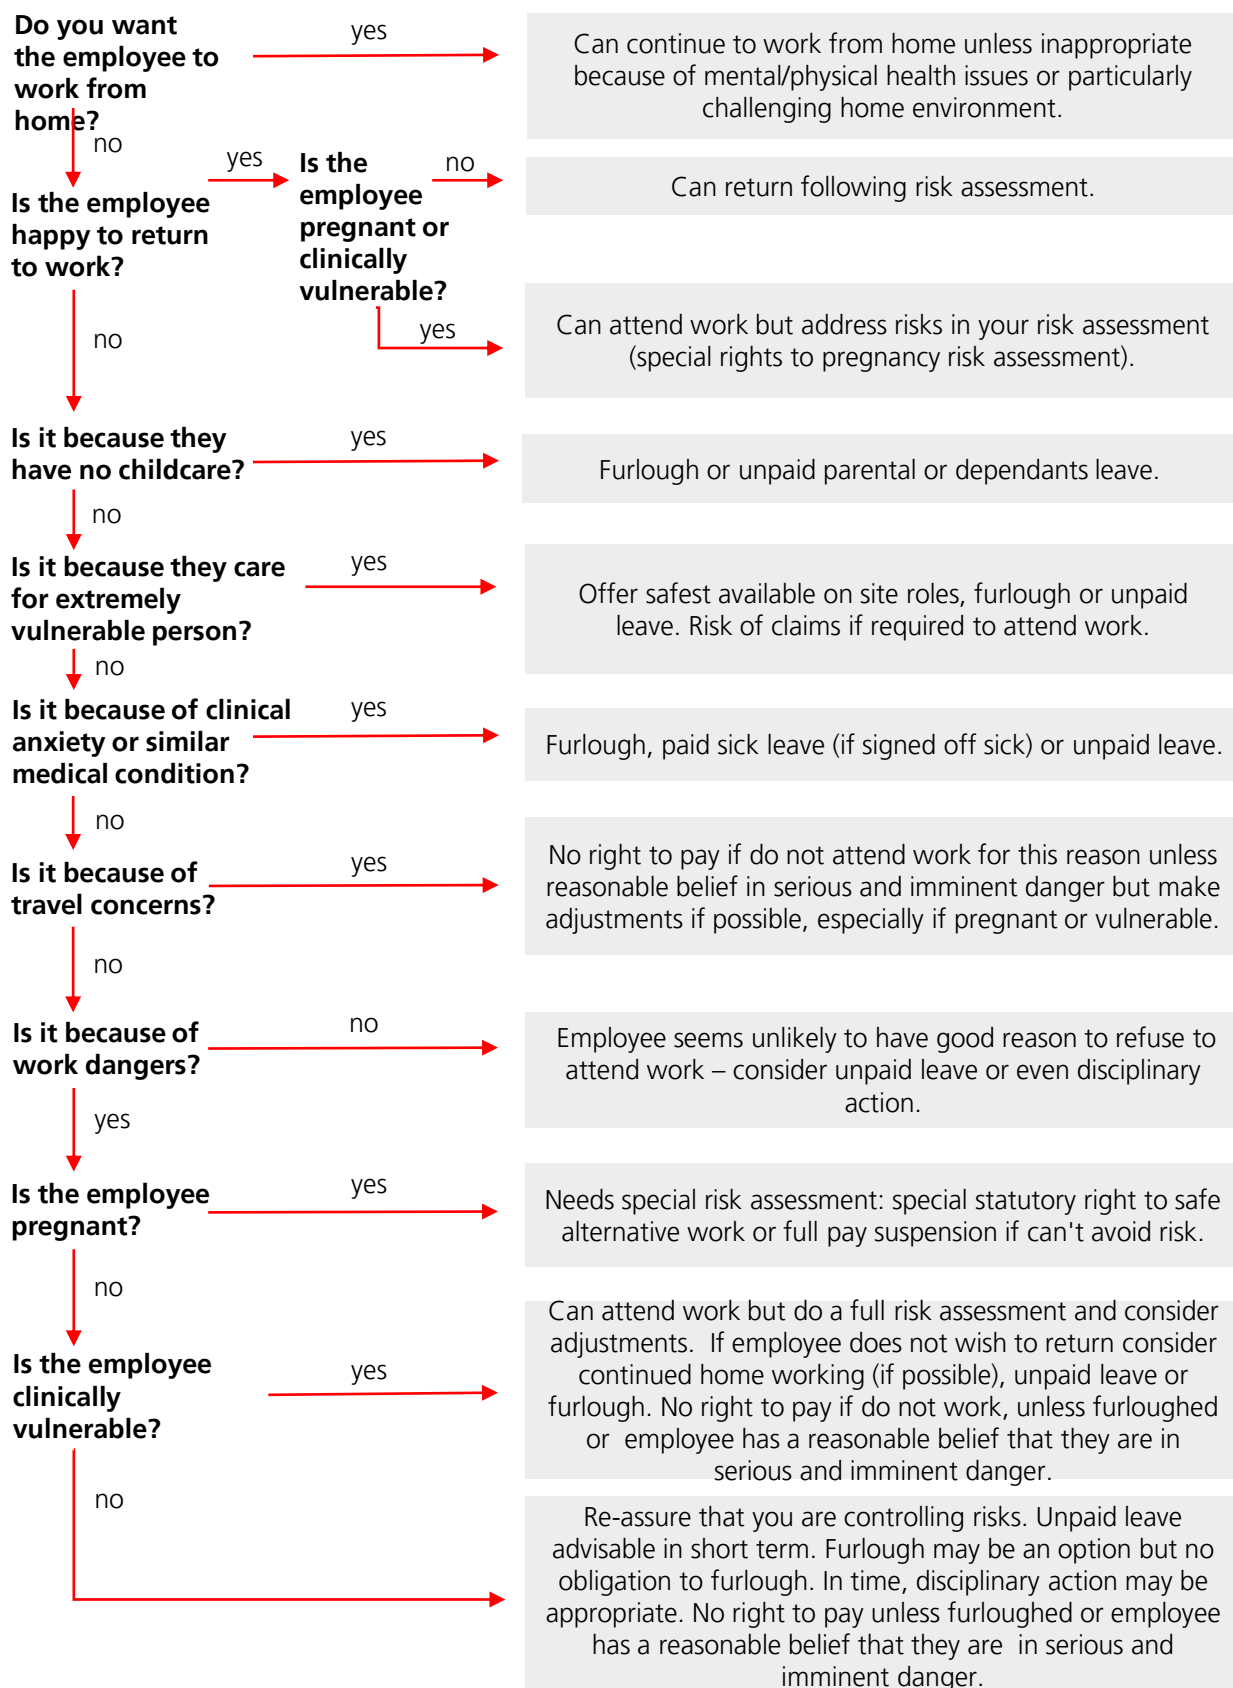 Do you want
the employee to
work from
home?
yes
Can continue to work from home unless inappropriate
because of mental/physical health issues or particularly
challenging home environment.
no
Is the employee
happy to return
to work?
yes
Is the
employee
pregnant or
clinically
vulnerable?
no
Can return following risk assessment.
yes
Can attend work but address risks in your risk assessment
(special rights to pregnancy risk assessment).
no
Is it because they
have no childcare?
yes
Furlough or unpaid parental or dependants leave.
no
Is it because they care
for extremely
vulnerable person?
yes
Offer safest available on site roles, furlough or unpaid
leave. Risk of claims if required to attend work.
no
Is it because of clinical
anxiety or similar
medical condition?
yes
Furlough, paid sick leave (if signed off sick) or unpaid leave.
no
Is it because of
travel concerns?
yes
No right to pay if do not attend work for this reason unless
reasonable belief in serious and imminent danger but make
adjustments if possible, especially if pregnant or vulnerable.
no
Is it because of
work dangers?
no
Employee seems unlikely to have good reason to refuse to
attend work – consider unpaid leave or even disciplinary
action.
yes
Is the employee
pregnant?
yes
Needs special risk assessment: special statutory right to safe
alternative work or full pay suspension if can't avoid risk.
no
Is the employee
clinically
vulnerable?
yes
Can attend work but do a full risk assessment and consider
adjustments. If employee does not wish to return consider
continued home working (if possible), unpaid leave or
furlough. No right to pay if do not work, unless furloughed
or employee has a reasonable belief that they are in
serious and imminent danger.
no
Re-assure that you are controlling risks. Unpaid leave
advisable in short term. Furlough may be an option but no
obligation to furlough. In time, disciplinary action may be
appropriate. No right to pay unless furloughed or employee
has a reasonable belief that they are in serious and
imminent danger.